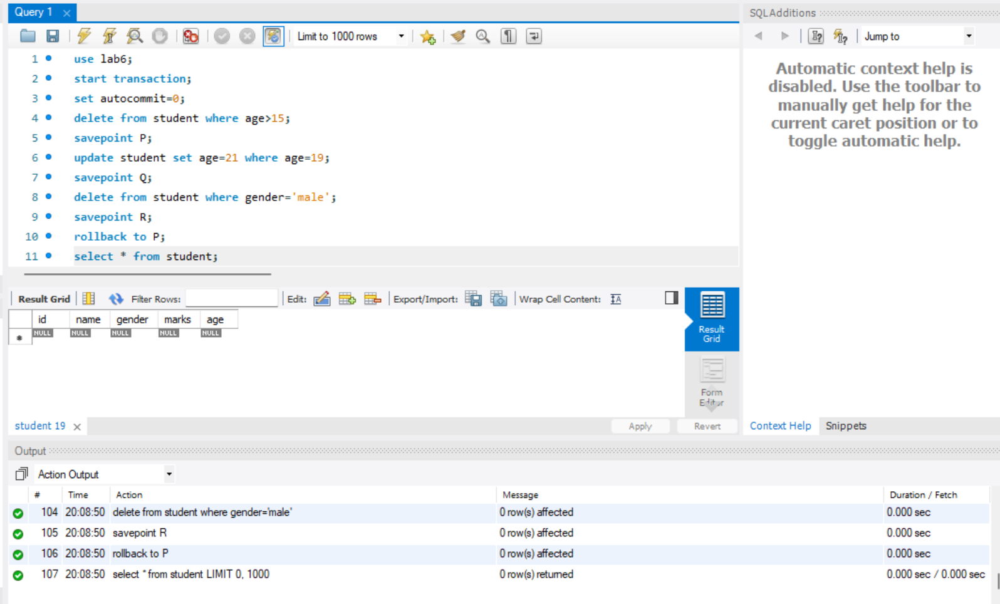 Query 1
SQLAdditions
Limit to 1000 rows
Jump to
1 use lab6;
2 start transaction;
3 set autocommit=0;
4 delete from student where age>15;
5 savepoint P;
6 update student set age=21 where age=19;
7 savepoint Q;
8 delete from student where gender='male';
9 savepoint R;
10 rollback to P;
11 select * from student;
Automatic context help is
disabled. Use the toolbar to
manually get help for the
current caret position or to
toggle automatic help.
Result Grid Filter Rows: Edit: Export/Import: Wrap Cell Content:
id name gender marks age
NULL NULL NULL NULL NULL
Result
Grid
Form
Editor
student 19
Apply Revert
Context Help Snippets
Output
Action Output
# Time Action Message Duration / Fetch
104 20:08:50 delete from student where gender='male' 0 row(s) affected 0.000 sec
105 20:08:50 savepoint R 0 row(s) affected 0.000 sec
106 20:08:50 rollback to P 0 row(s) affected 0.000 sec
107 20:08:50 select * from student LIMIT 0, 1000 0 row(s) returned 0.000 sec / 0.000 sec